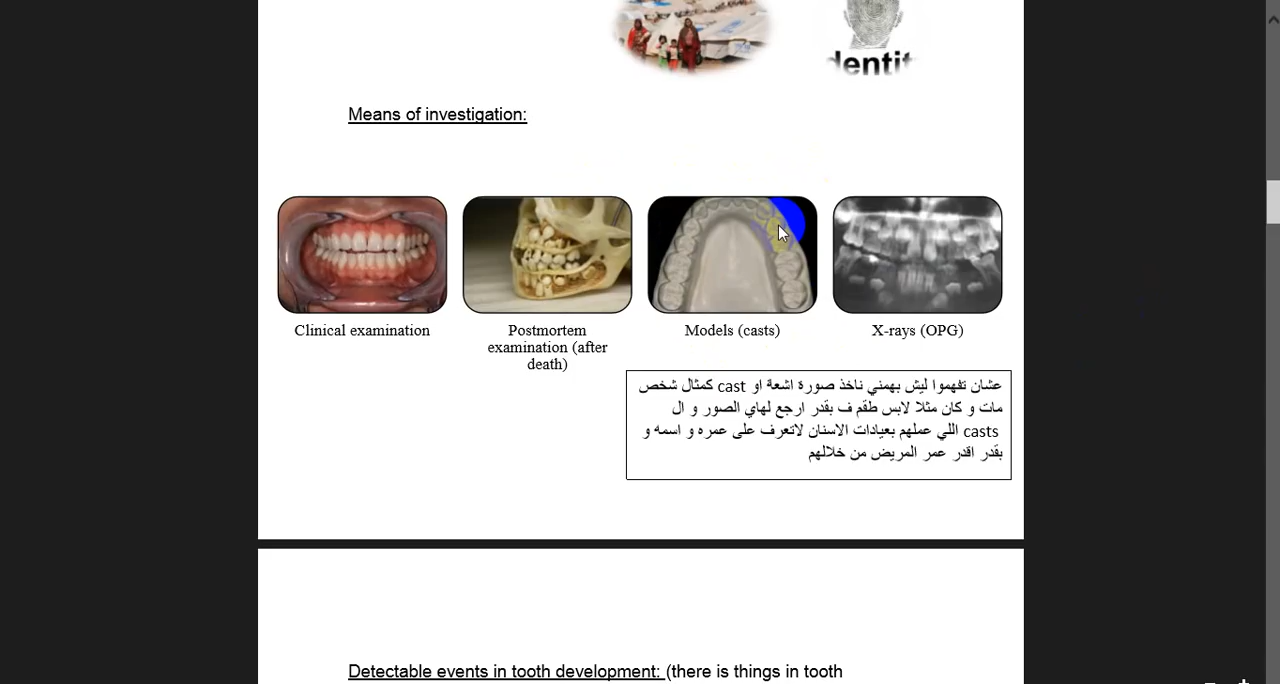 dentit
Means of investigation:
Clinical examination
Postmortem
examination (after
death)
Models (casts)
X-rays (OPG)
عشان تفهموا ليش بهمني ناخذ صورة اشعة او cast كمثال شخص
مات و كان مثلا لابس طقم ف بقدر ارجع لهاي الصور و ال
casts اللي عملهم بعيادات الاسنان لاتعرف على عمره و اسمه و
بقدر اقدر عمر المريض من خلالهم
Detectable events in tooth development: (there is things in tooth